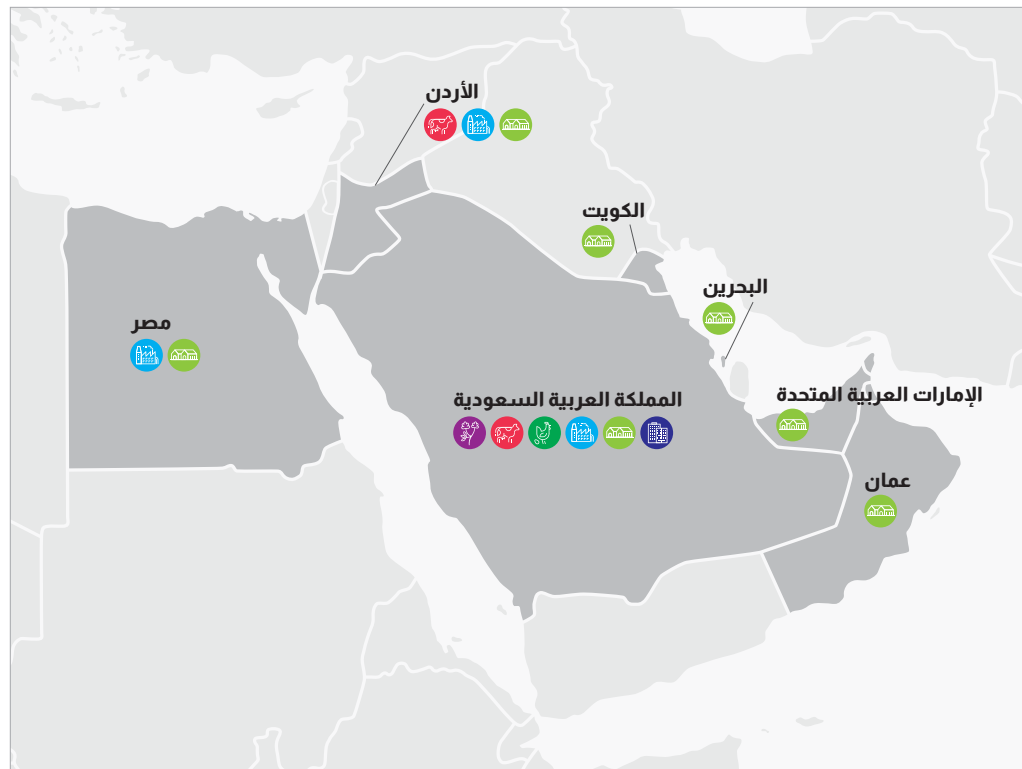 الأردن
الكويت
البحرين
مصر
المملكة العربية السعودية
الإمارات العربية المتحدة
عمان